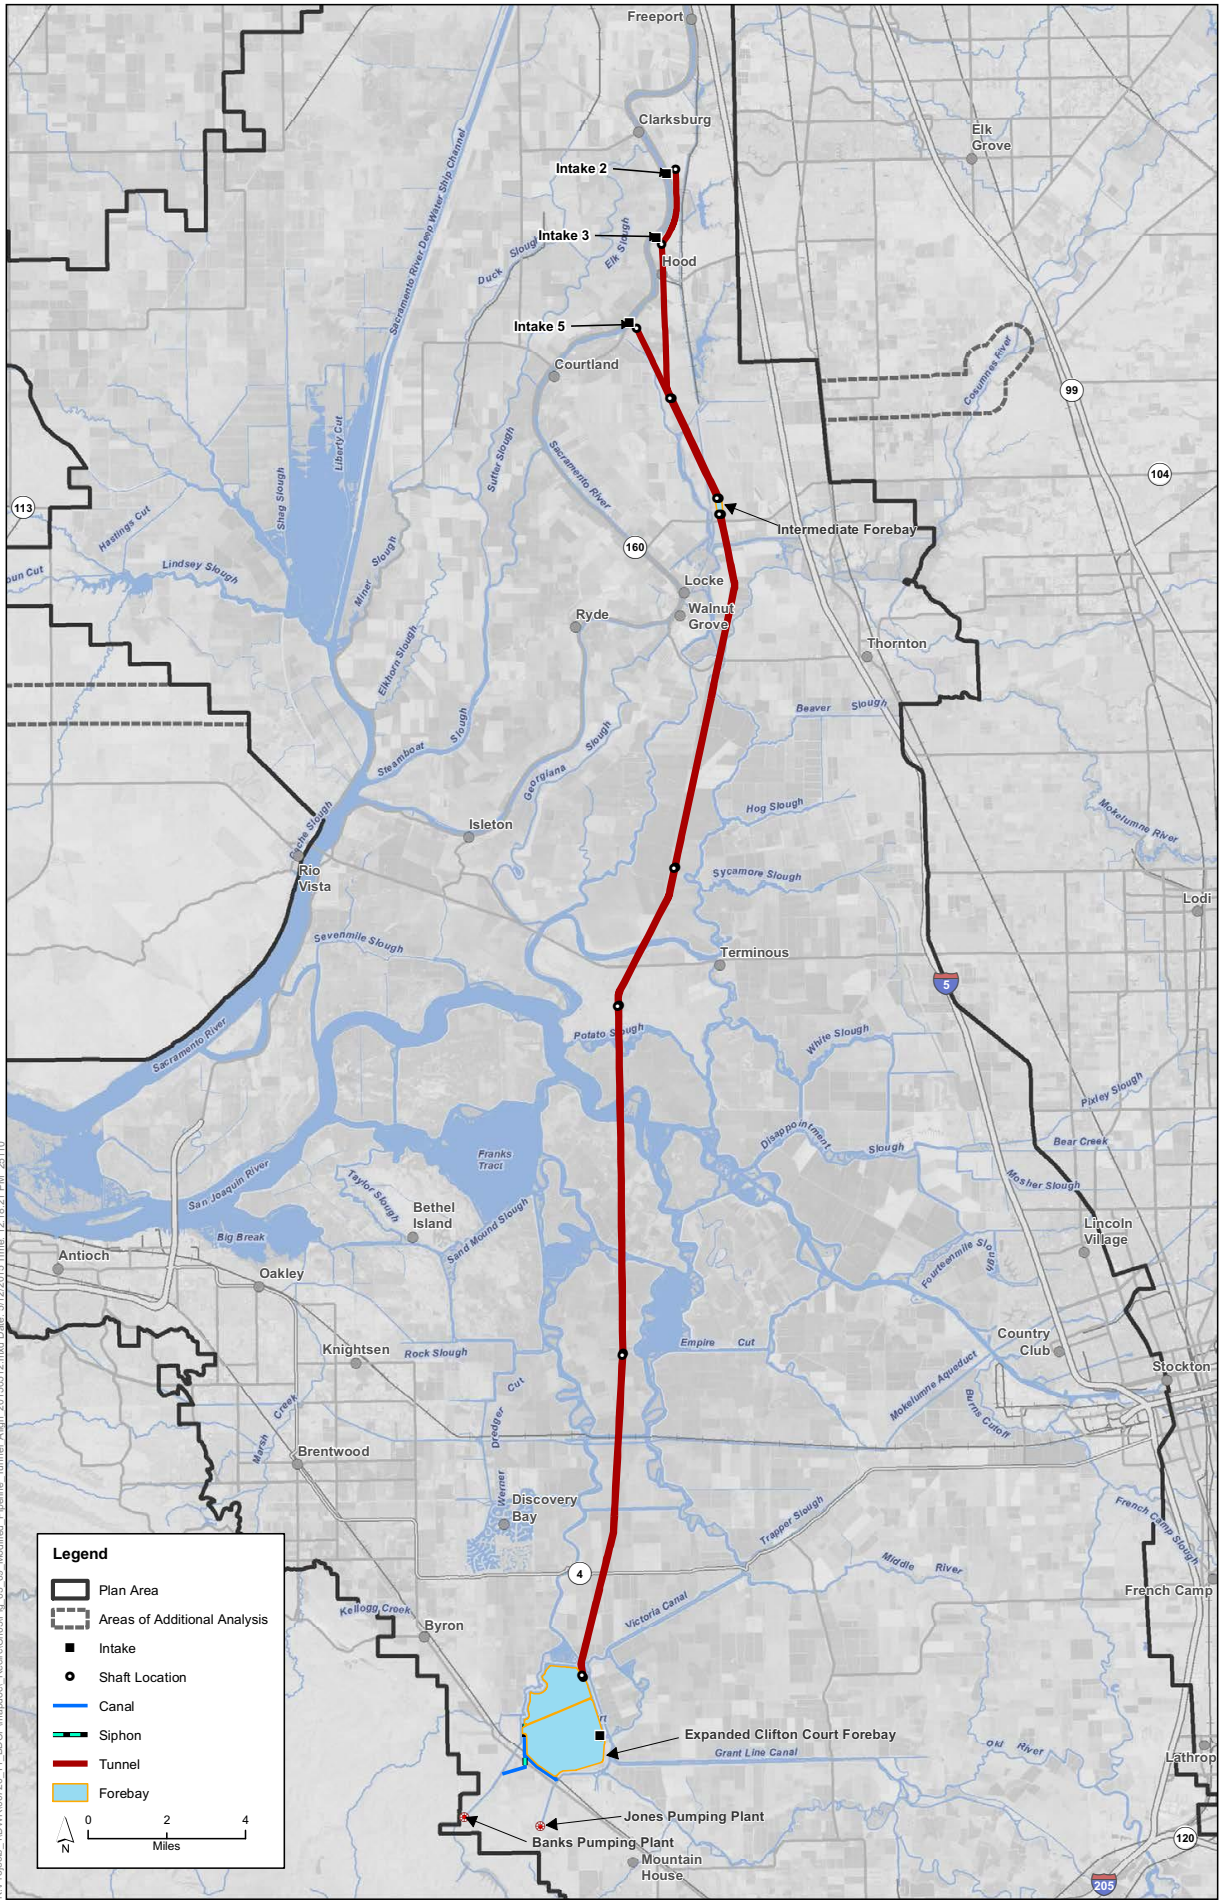 Freeport
Clarksburg
Elk
Grove
Intake 2
Sacramento River Deep Water Ship Channel
Intake 3
Duck Slough
Elk Slough
Hood
Intake 5
Courtland
Cosumnes River
99
Liberty Cut
Shag Slough
Sutter Slough
Sacramento River
104
113
Hastings Cut
Intermediate Forebay
160
Lindsey Slough
Miner Slough
Locke
Walnut
Grove
Ryde
Thornton
Elkhorn Slough
Beaver Slough
Steamboat Slough
Georgiana Slough
Hog Slough
Mokelumne River
Isleton
Cache Slough
Rio
Vista
Sycamore Slough
Lodi
Sevenmile Slough
Terminous
5
Sacramento River
Potato Slough
White Slough
Pixley Slough
Disappointment Slough
Bear Creek
Franks
Tract
San Joaquin River
Taylor Slough
Mosher Slough
Bethel
Island
Sand Mound Slough
Lincoln
Village
Big Break
Antioch
Fourteenmile Slough
Oakley
Knightsen
Rock Slough
Empire Cut
Country
Club
Stockton
Mokelumne Aqueduct
Burns Cutoff
Marsh Creek
Dredger Cut
Brentwood
Werner
Discovery
Bay
Trapper Slough
French Camp Slough
4
Middle River
French Camp
Kellogg Creek
Victoria Canal
Byron
Expanded Clifton Court Forebay
Grant Line Canal
Old River
Lathrop
Jones Pumping Plant
Banks Pumping Plant
Mountain
House
120
205
Legend
Plan Area
Areas of Additional Analysis
Intake
Shaft Location
Canal
Siphon
Tunnel
Forebay
0 2 4
Miles
N